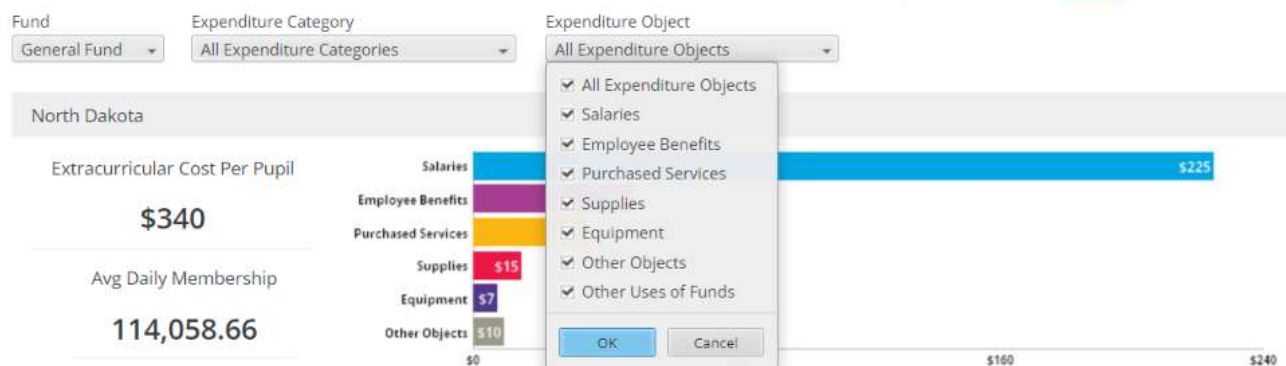 Fund Expenditure Category Expenditure Object
General Fund All Expenditure Categories All Expenditure Objects
All Expenditure Objects
Salaries
Employee Benefits
Purchased Services
Supplies
Equipment
Other Objects
Other Uses of Funds
OK Cancel
North Dakota
Extracurricular Cost Per Pupil
$340
Avg Daily Membership
114,058.66
Salaries $225
Employee Benefits
Purchased Services
Supplies $15
Equipment $7
Other Objects $10
$0 $160 $240